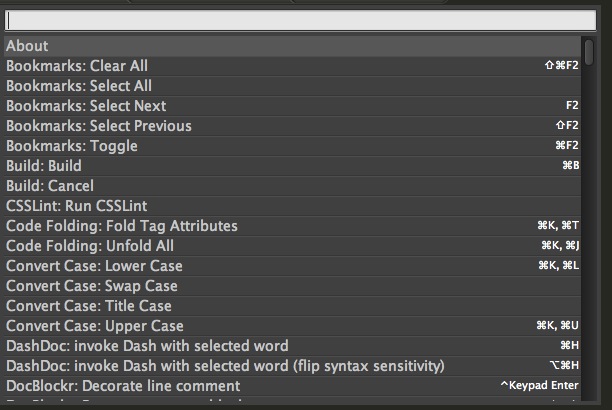 About
Bookmarks: Clear All ⇧⌘F2
Bookmarks: Select All
Bookmarks: Select Next F2
Bookmarks: Select Previous ⇧F2
Bookmarks: Toggle ⌘F2
Build: Build ⌘B
Build: Cancel
CSSLint: Run CSSLint
Code Folding: Fold Tag Attributes ⌘K, ⌘T
Code Folding: Unfold All ⌘K, ⌘J
Convert Case: Lower Case ⌘K, ⌘L
Convert Case: Swap Case
Convert Case: Title Case
Convert Case: Upper Case ⌘K, ⌘U
DashDoc: invoke Dash with selected word ⌘H
DashDoc: invoke Dash with selected word (flip syntax sensitivity) ⌥⌘H
DocBlockr: Decorate line comment ^Keypad Enter